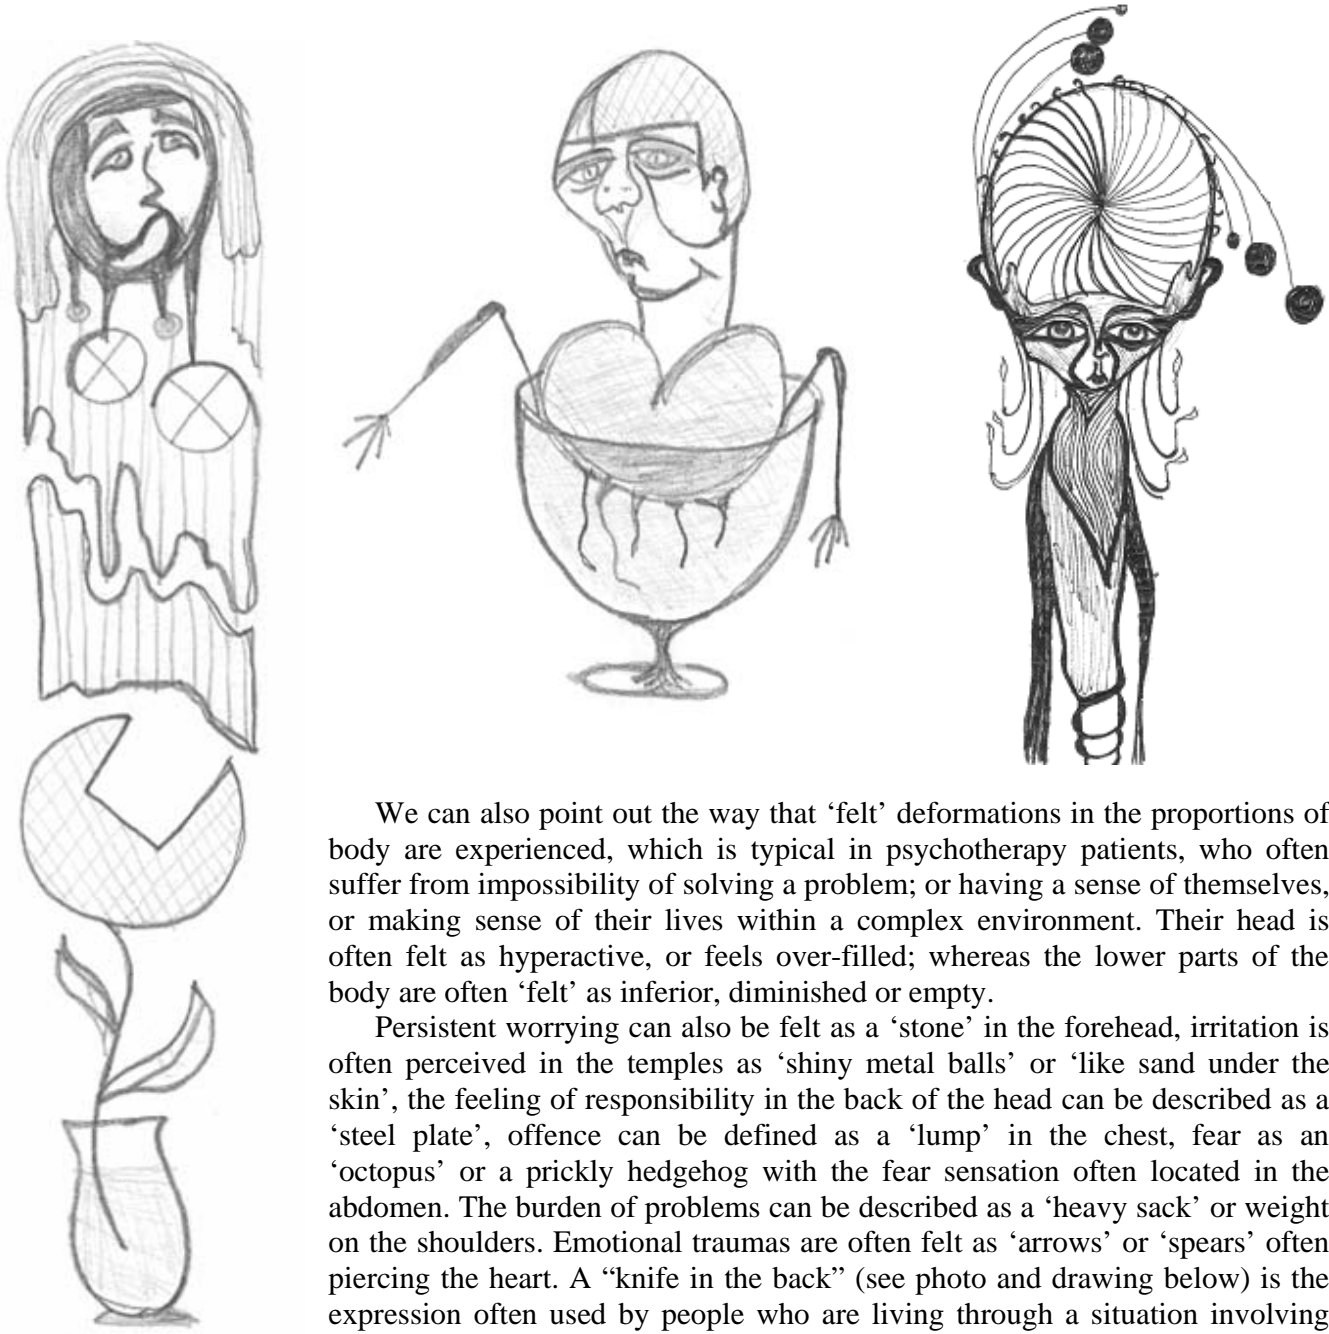 We can also point out the way that ‘felt’ deformations in the proportions of
body are experienced, which is typical in psychotherapy patients, who often
suffer from impossibility of solving a problem; or having a sense of themselves,
or making sense of their lives within a complex environment. Their head is
often felt as hyperactive, or feels over-filled; whereas the lower parts of the
body are often ‘felt’ as inferior, diminished or empty.
Persistent worrying can also be felt as a ‘stone’ in the forehead, irritation is
often perceived in the temples as ‘shiny metal balls’ or ‘like sand under the
skin’, the feeling of responsibility in the back of the head can be described as a
‘steel plate’, offence can be defined as a ‘lump’ in the chest, fear as an
‘octopus’ or a prickly hedgehog with the fear sensation often located in the
abdomen. The burden of problems can be described as a ‘heavy sack’ or weight
on the shoulders. Emotional traumas are often felt as ‘arrows’ or ‘spears’ often
piercing the heart. A “knife in the back” (see photo and drawing below) is the
expression often used by people who are living through a situation involving